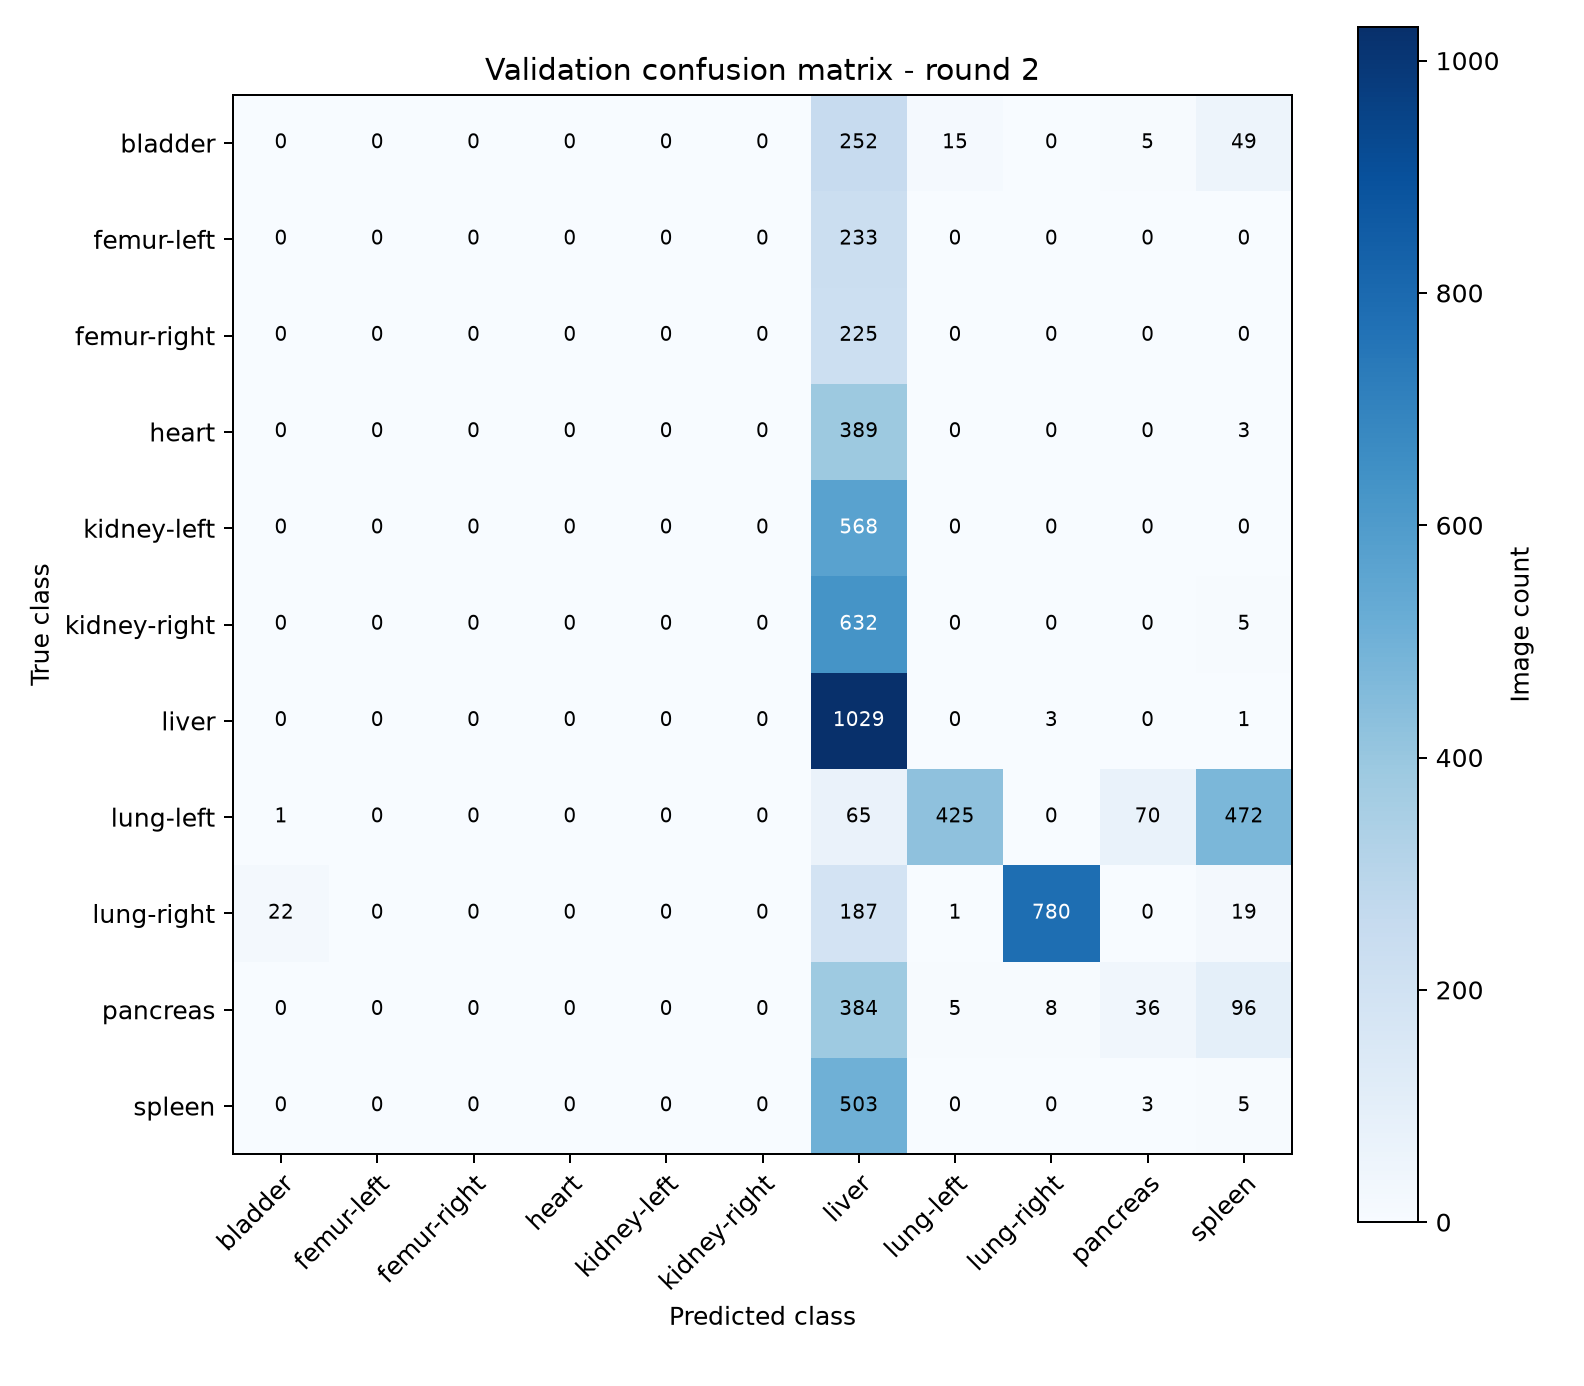 Validation confusion matrix - round 2
bladder 0 0 0 0 0 0 252 15 0 5 49
femur-left 0 0 0 0 0 0 233 0 0 0 0
femur-right 0 0 0 0 0 0 225 0 0 0 0
heart 0 0 0 0 0 0 389 0 0 0 3
kidney-left 0 0 0 0 0 0 568 0 0 0 0
kidney-right 0 0 0 0 0 0 632 0 0 0 5
liver 0 0 0 0 0 0 1029 0 3 0 1
lung-left 1 0 0 0 0 0 65 425 0 70 472
lung-right 22 0 0 0 0 0 187 1 780 0 19
pancreas 0 0 0 0 0 0 384 5 8 36 96
spleen 0 0 0 0 0 0 503 0 0 3 5
bladder femur-left femur-right heart kidney-left kidney-right liver lung-left lung-right pancreas spleen
Predicted class
True class
1000
800
600
400
200
0
Image count